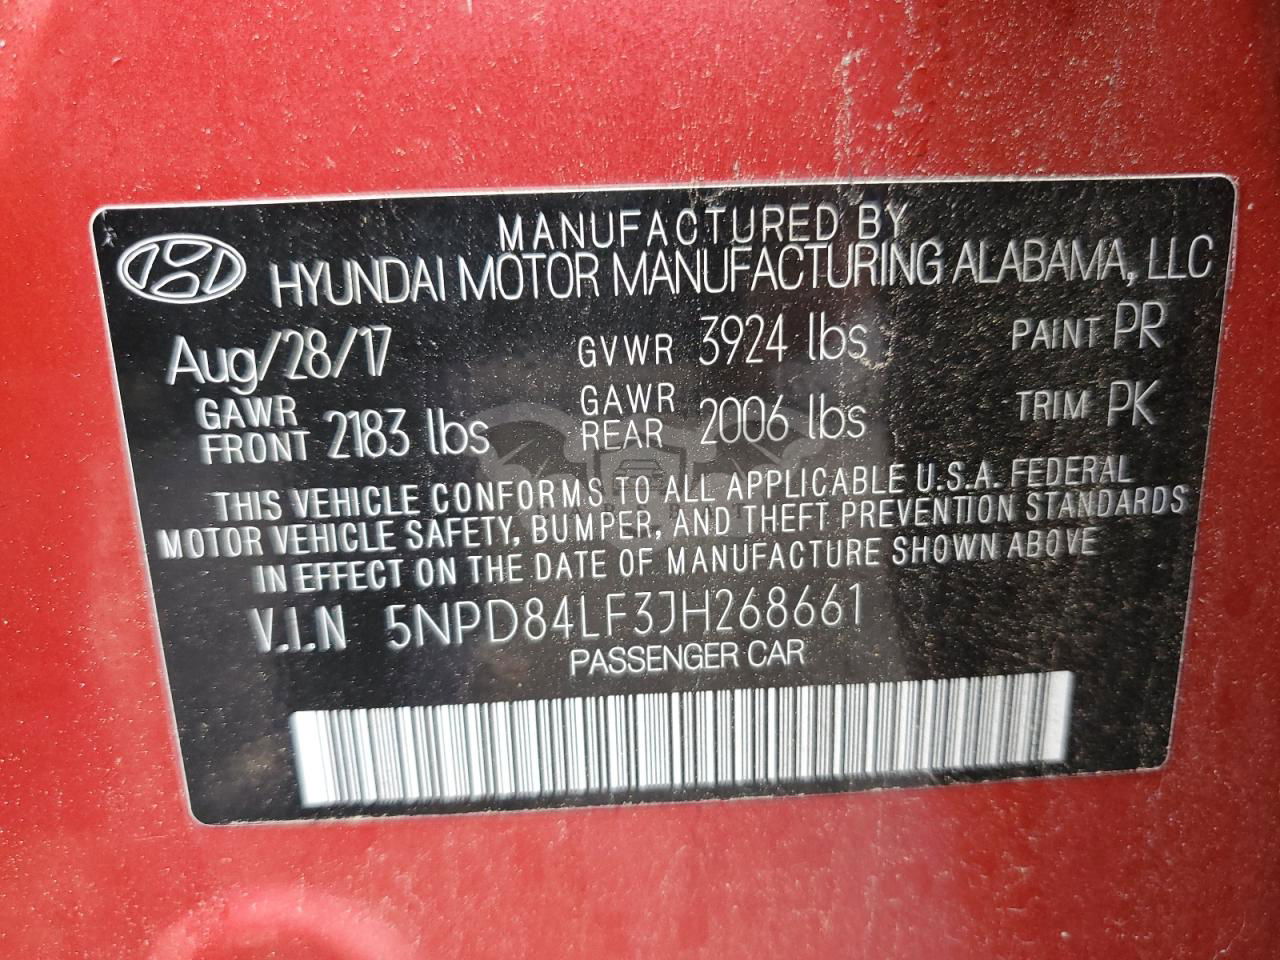 MANUFACTURED BY
HYUNDAI MOTOR MANUFACTURING ALABAMA, LLC
Aug/28/17 GVWR 3924 lbs PAINT PR
GAWR FRONT 2183 lbs GAWR REAR 2006 lbs TRIM PK
THIS VEHICLE CONFORMS TO ALL APPLICABLE U.S.A. FEDERAL
MOTOR VEHICLE SAFETY, BUMPER, AND THEFT PREVENTION STANDARDS
IN EFFECT ON THE DATE OF MANUFACTURE SHOWN ABOVE
V.I.N 5NPD84LF3JH268661
PASSENGER CAR